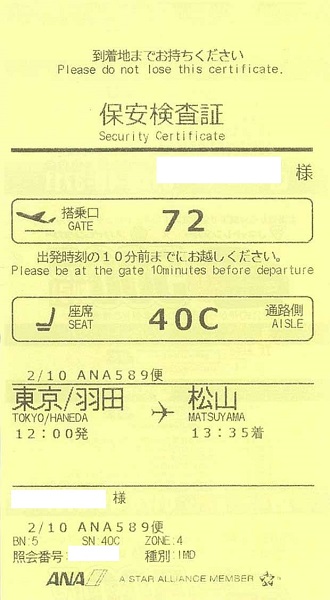 到着地までお持ちください
Please do not lose this certificate.
保安検査証
Security Certificate
様
搭乗口 72
GATE
出発時刻の10分前までにお越しください。
Please be at the gate 10minutes before departure
座席 40C 通路側
SEAT AISLE
2/10 ANA589便
東京/羽田 松山
TOKYO/HANEDA MATSUYAMA
12:00発 13:35着
様
2/10 ANA589便
BN:5 SN:40C ZONE:4
照会番号: 種別:IMD
ANA A STAR ALLIANCE MEMBER